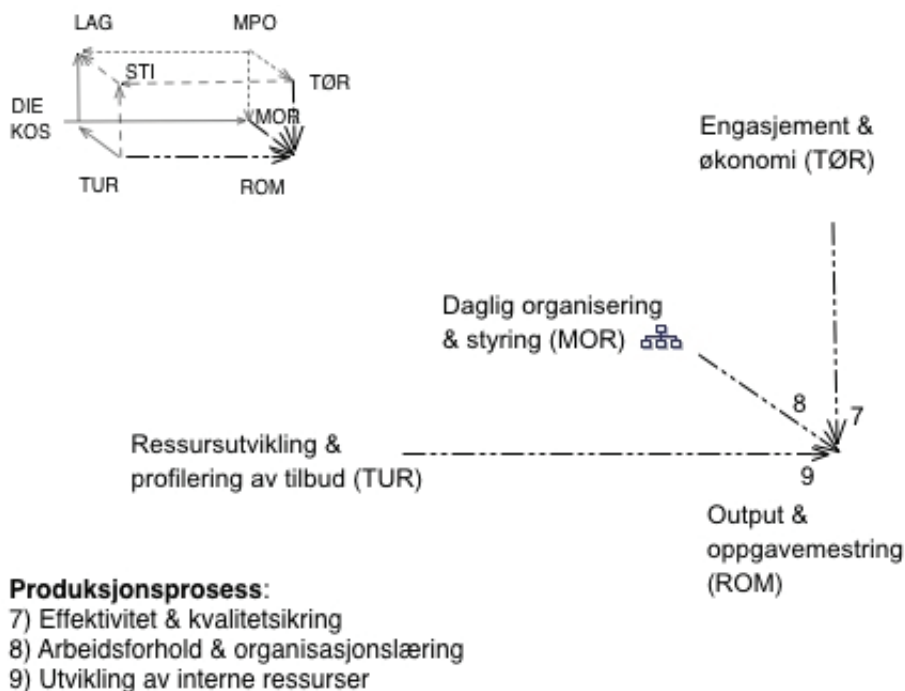 LAG
MPO
STI
TØR
DIE
KOS
MOR
TUR
ROM
Engasjement &
økonomi (TØR)
Daglig organisering
& styring (MOR)
8
7
Ressursutvikling &
profilering av tilbud (TUR)
9
Output &
oppgavemestring
(ROM)
Produksjonsprosess:
7) Effektivitet & kvalitetsikring
8) Arbeidsforhold & organisasjonslæring
9) Utvikling av interne ressurser